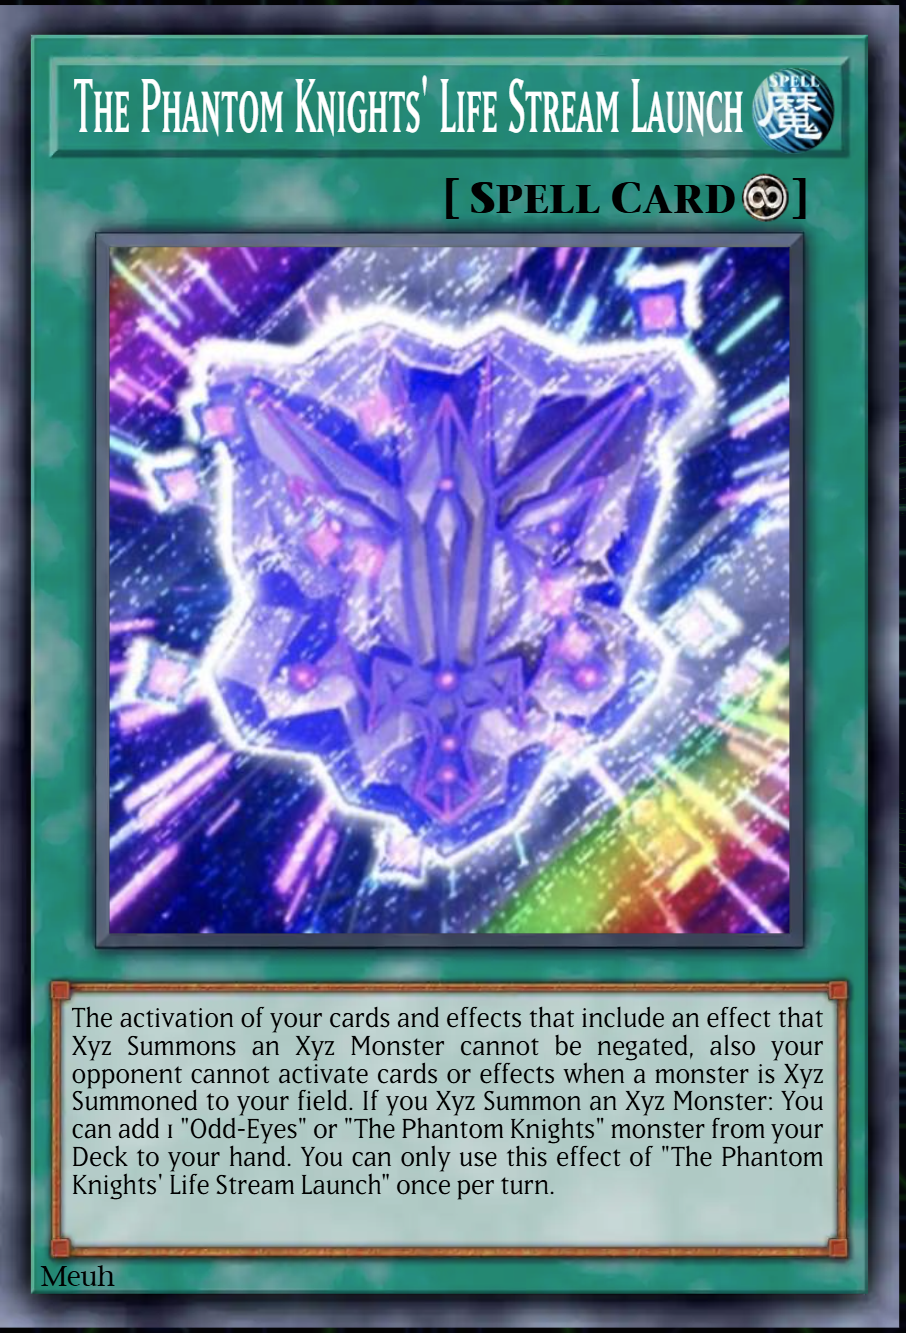 The Phantom Knights' Life Stream Launch
SPELL
魔
[ Spell Card ]
The activation of your cards and effects that include an effect that
Xyz Summons an Xyz Monster cannot be negated, also your
opponent cannot activate cards or effects when a monster is Xyz
Summoned to your field. If you Xyz Summon an Xyz Monster: You
can add 1 "Odd-Eyes" or "The Phantom Knights" monster from your
Deck to your hand. You can only use this effect of "The Phantom
Knights' Life Stream Launch" once per turn.
Meuh